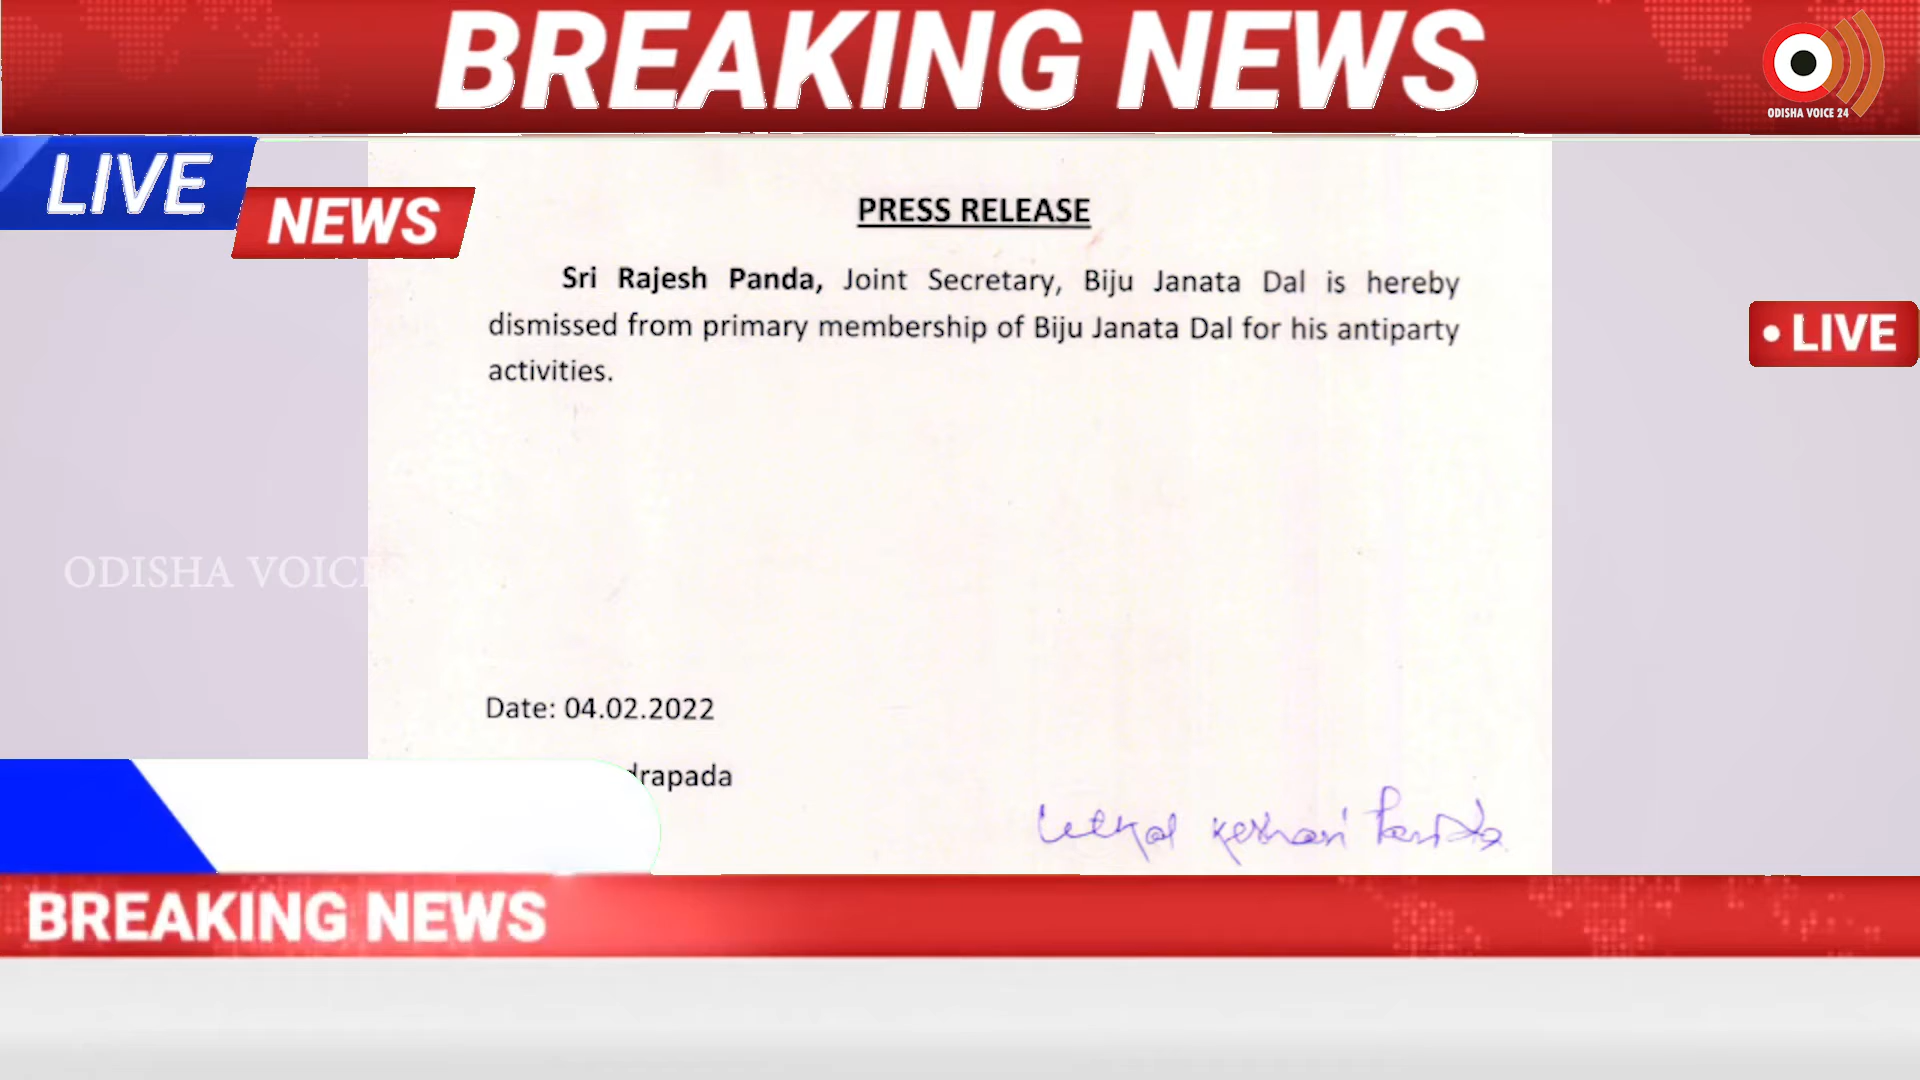 BREAKING NEWS
ODISHA VOICE 24
LIVE
NEWS
PRESS RELEASE
Sri Rajesh Panda, Joint Secretary, Biju Janata Dal is hereby
dismissed from primary membership of Biju Janata Dal for his antiparty
activities.
• LIVE
ODISHA VOICE
Date: 04.02.2022
drapada
BREAKING NEWS